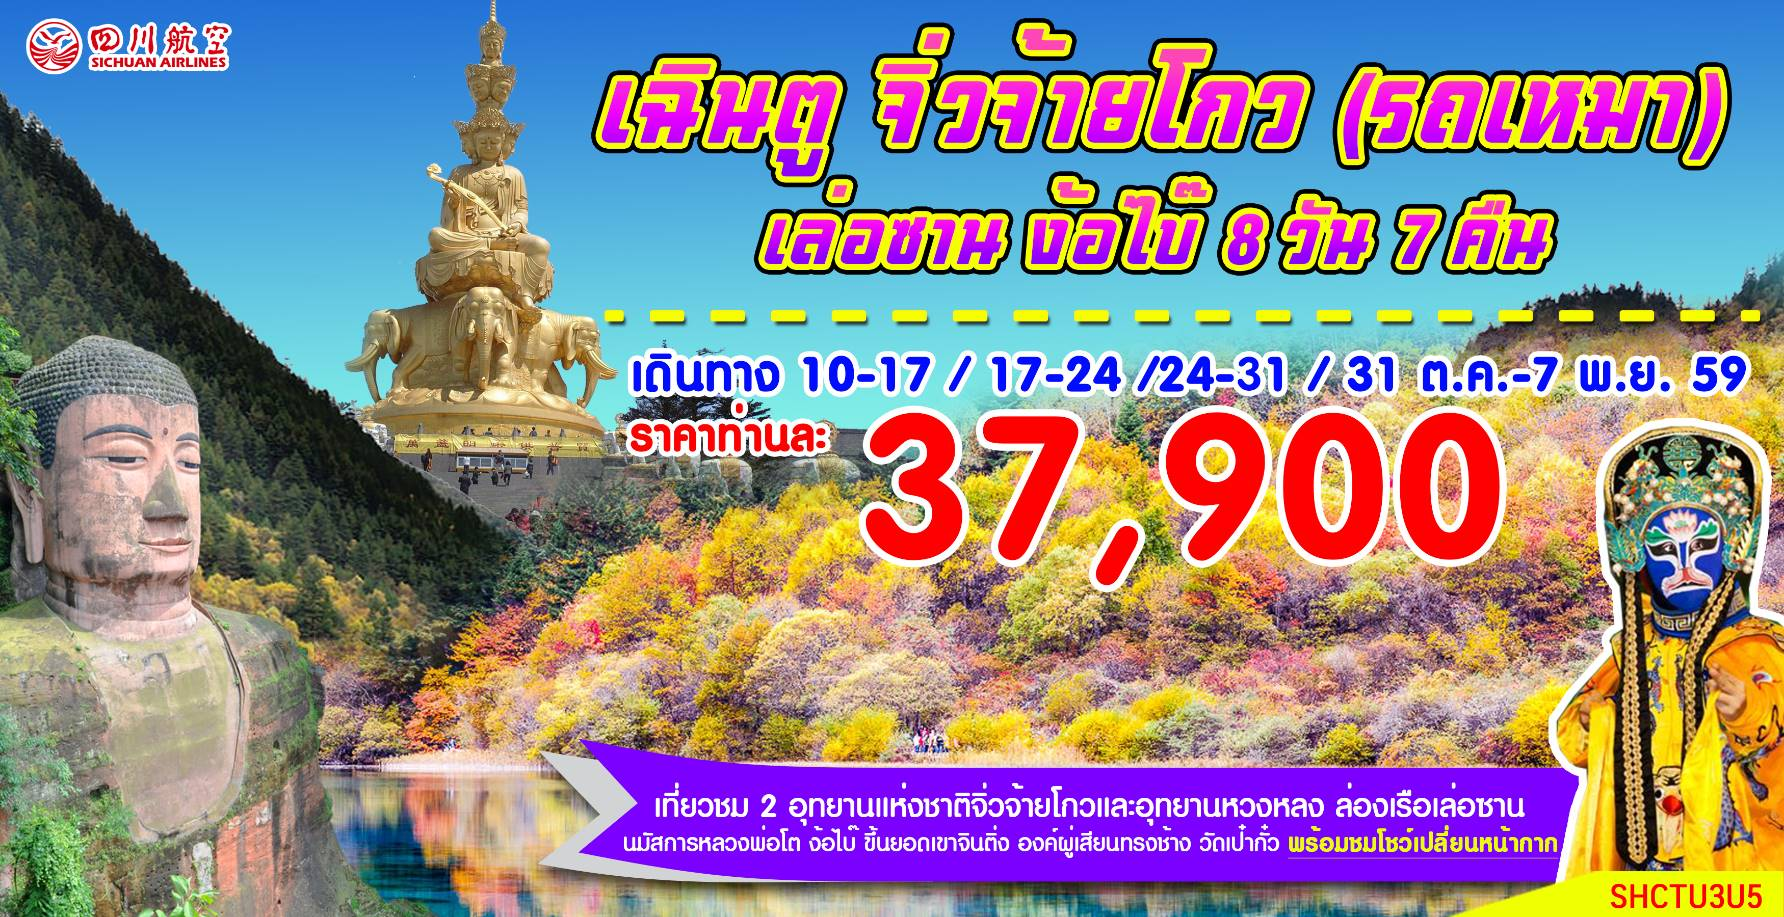 四川航空
SICHUAN AIRLINES
เฉินตู จิ่วจ้ายโกว (รถเหมา)
เล่อซาน ง้อไบ๊ 8 วัน 7 คืน
เดินทาง 10-17 / 17-24 /24-31 / 31 ต.ค.-7 พ.ย. 59
ราคาท่านละ 37,900
เที่ยวชม 2 อุทยานแห่งชาติจิ่วจ้ายโกวและอุทยานหวงหลง ล่องเรือเล่อซาน
นมัสการหลวงพ่อโต ง้อไบ๊ ขึ้นยอดเขาจินติ่ง องค์ผู่เสียนทรงช้าง วัดเป้ากั๋ว พร้อมชมโชว์เปลี่ยนหน้ากาก
SHCTU3U5